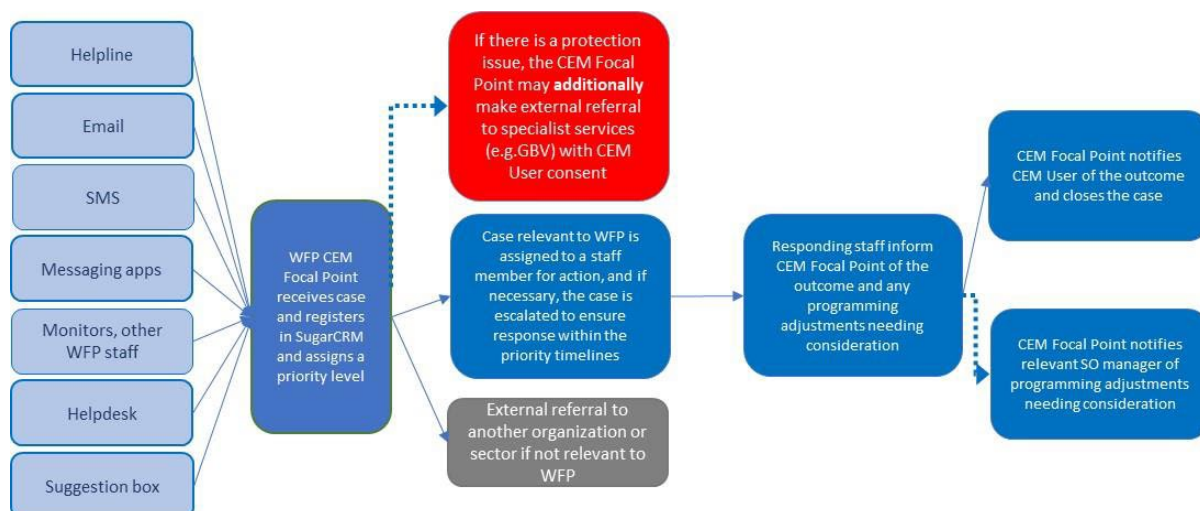 Helpline
Email
SMS
Messaging apps
Monitors, other
WFP staff
Helpdesk
Suggestion box
WFP CEM
Focal Point
receives case
and registers
in SugarCRM
and assigns a
priority level
If there is a protection
issue, the CEM Focal
Point may additionally
make external referral
to specialist services
(e.g.GBV) with CEM
User consent
Case relevant to WFP is
assigned to a staff
member for action, and if
necessary, the case is
escalated to ensure
response within the
priority timelines
External referral to
another organization or
sector if not relevant to
WFP
Responding staff inform
CEM Focal Point of the
outcome and any
programming
adjustments needing
consideration
CEM Focal Point notifies
CEM User of the outcome
and closes the case
CEM Focal Point notifies
relevant SO manager of
programming adjustments
needing consideration